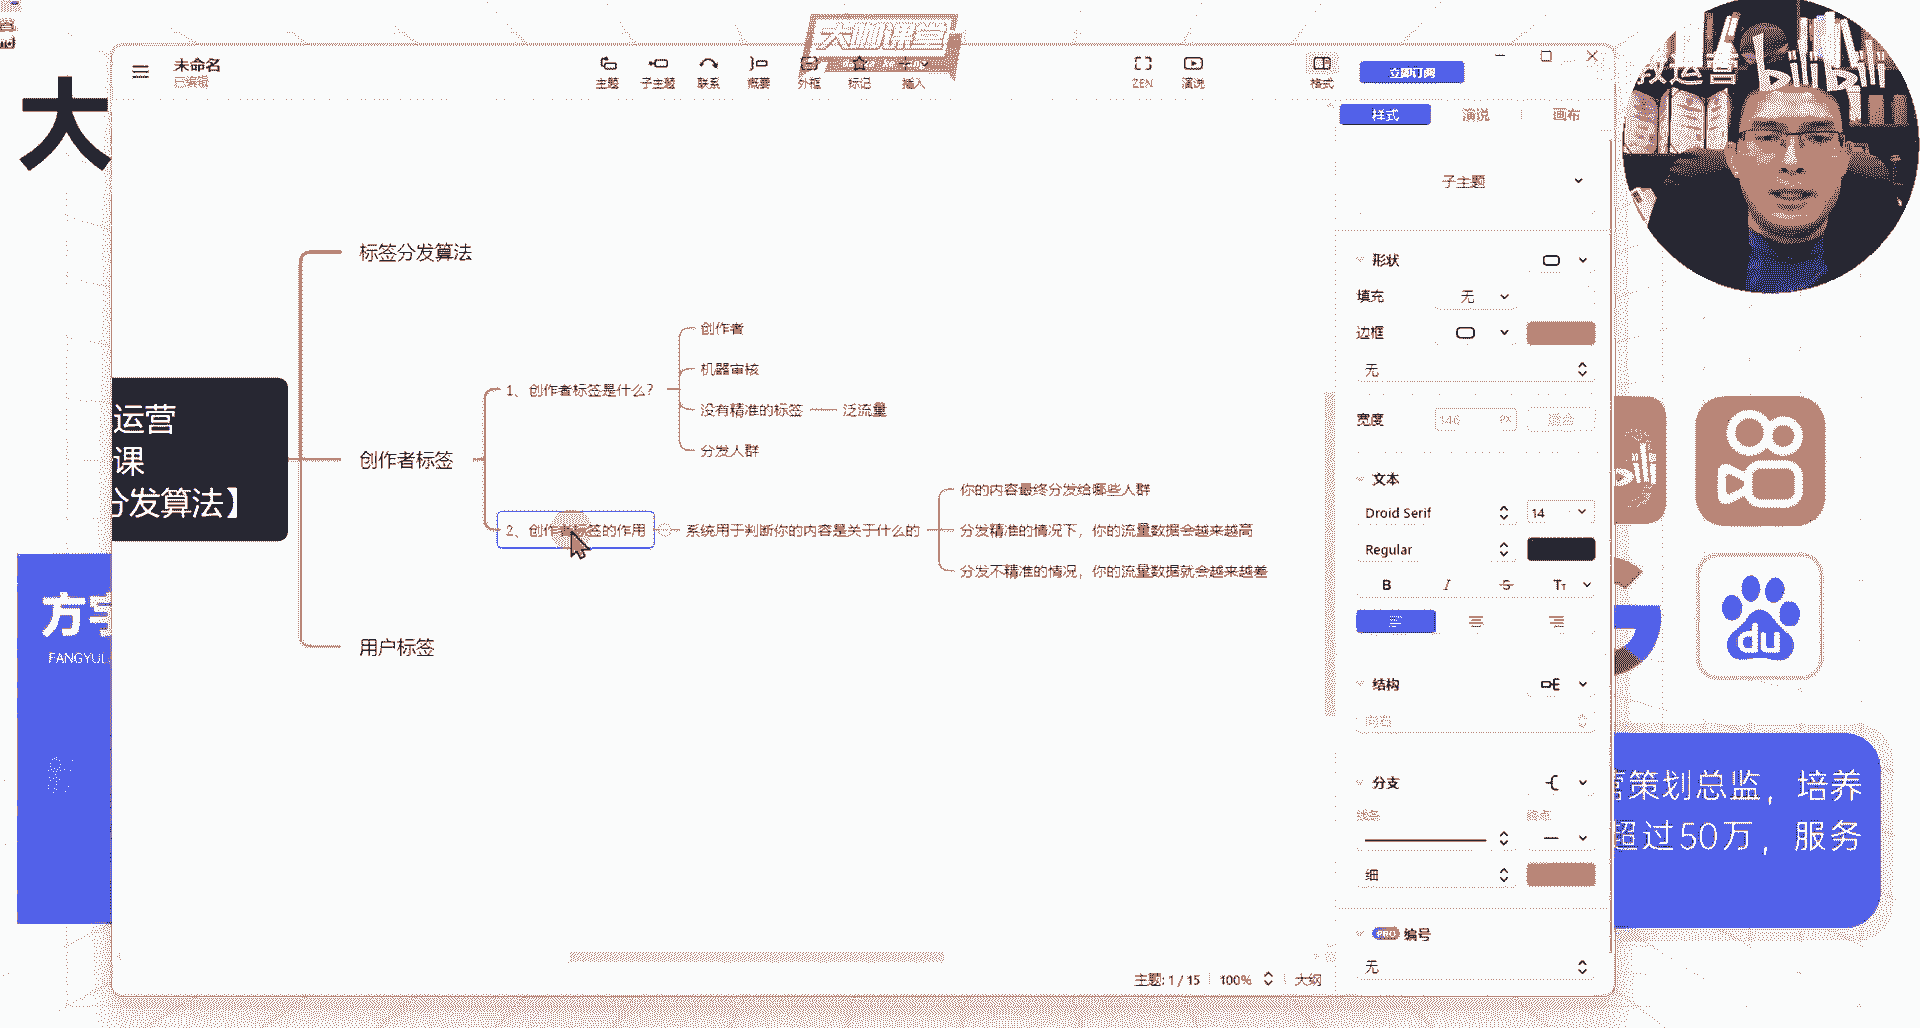 大咖课堂
大
未命名
已编辑
主题
子主题
联系
概要
外框
标记
插入
ZEN
演说
格式
立即订阅
教运营
bilibili
样式
演说
画布
子主题
标签分发算法
形状
填充
无
边框
无
宽度
146
PX
创作者
1、创作者标签是什么?
机器审核
没有精准的标签
泛流量
分发人群
运营
课
分发算法】
创作者标签
2、创作者标签的作用
系统用于判断你的内容是关于什么的
你的内容最终分发给哪些人群
分发精准的情况下，你的流量数据会越来越高
分发不精准的情况，你的流量数据就会越来越差
用户标签
文本
Droid Serif
14
Regular
B
I
S
TT
结构
向右
分支
线条
终点
细
PRO
编号
无
方宇
FANGYU
du
营策划总监，培养
超过50万，服务
主题: 1 / 15
100%
大纲